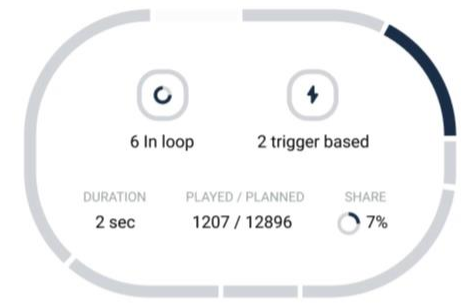 6 In loop
2 trigger based
DURATION
PLAYED / PLANNED
SHARE
2 sec
1207 / 12896
7%